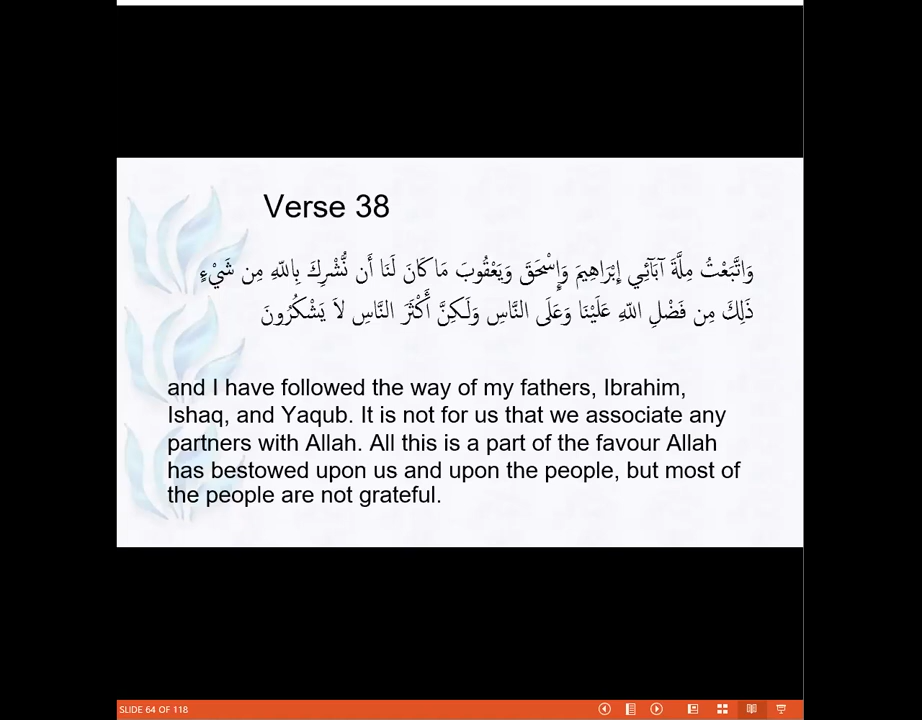 Verse 38
وَاتَّبَعْتُ مِلَّةَ آبَآئِي إِبْرَاهِيمَ وَإِسْحَقَ وَيَعْقُوبَ مَا كَانَ لَنَا أَن نُّشْرِكَ بِاللّهِ مِن شَيْءٍ
ذَلِكَ مِن فَضْلِ اللّهِ عَلَيْنَا وَعَلَى النَّاسِ وَلَكِنَّ أَكْثَرَ النَّاسِ لاَ يَشْكُرُونَ
and I have followed the way of my fathers, Ibrahim,
Ishaq, and Yaqub. It is not for us that we associate any
partners with Allah. All this is a part of the favour Allah
has bestowed upon us and upon the people, but most of
the people are not grateful.
SLIDE 64 OF 118